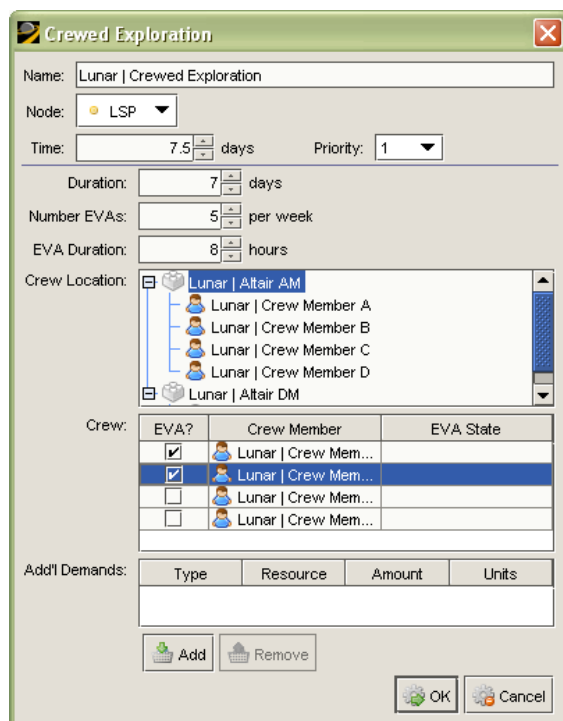 Crewed Exploration
Name: Lunar | Crewed Exploration
Node: LSP
Time: 7.5 days Priority: 1
Duration: 7 days
Number EVAs: 5 per week
EVA Duration: 8 hours
Crew Location: Lunar | Altair AM
Lunar | Crew Member A
Lunar | Crew Member B
Lunar | Crew Member C
Lunar | Crew Member D
Lunar | Altair DM
Crew: EVA? Crew Member EVA State
Lunar | Crew Mem...
Lunar | Crew Mem...
Lunar | Crew Mem...
Lunar | Crew Mem...
Add'l Demands: Type Resource Amount Units
Add Remove
OK Cancel